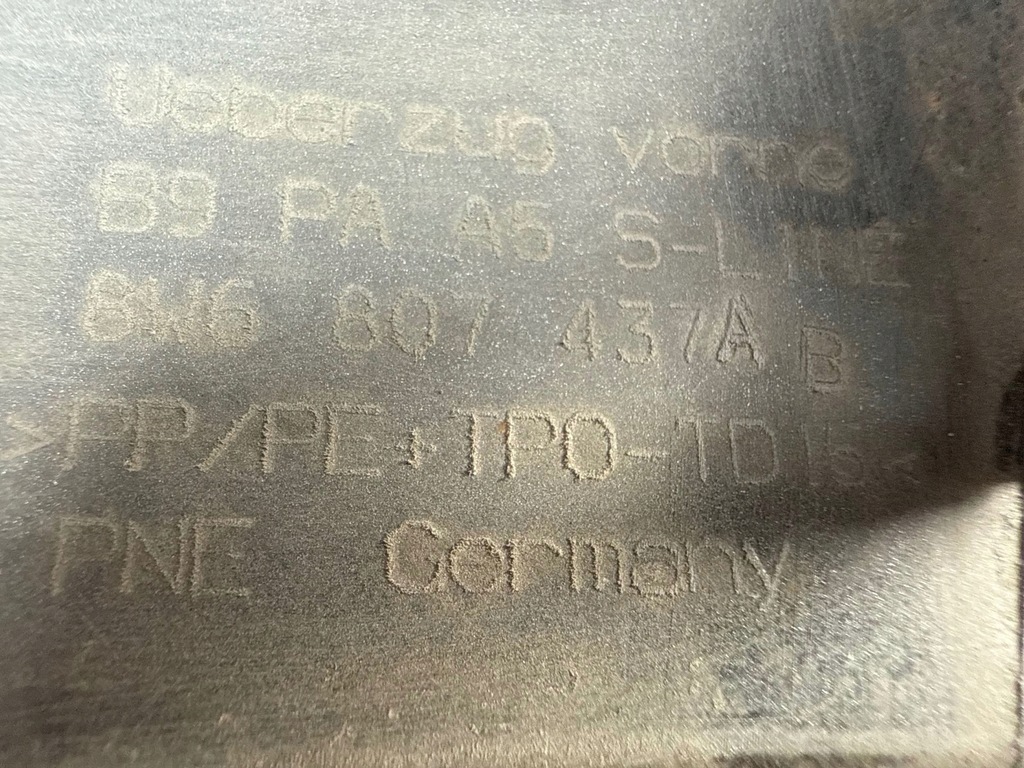 Ueberzug vorne
B9 PA A5 S-LINE
8W6 807 437A B
>PP/PE+TPO-TD15<
PNE Germany